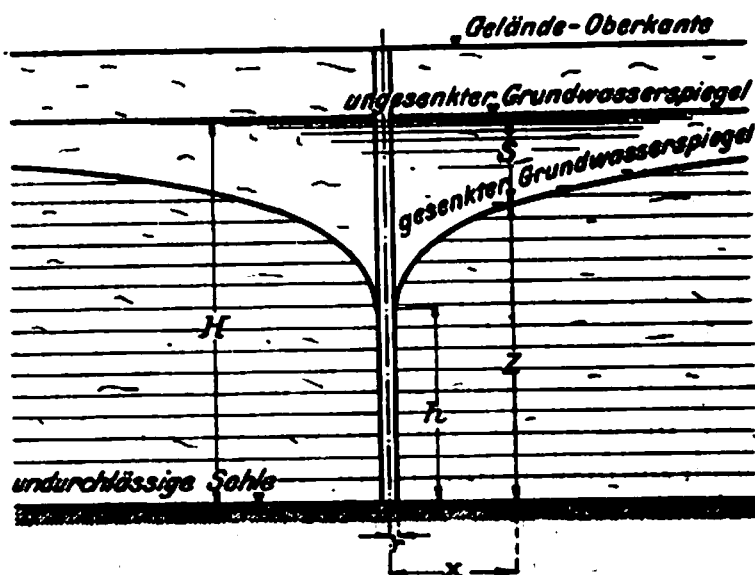 Gelände-Oberkante
ungesenkter Grundwasserspiegel
S
gesenkter Grundwasserspiegel
H
Z
h
undurchlässige Sohle
r
x